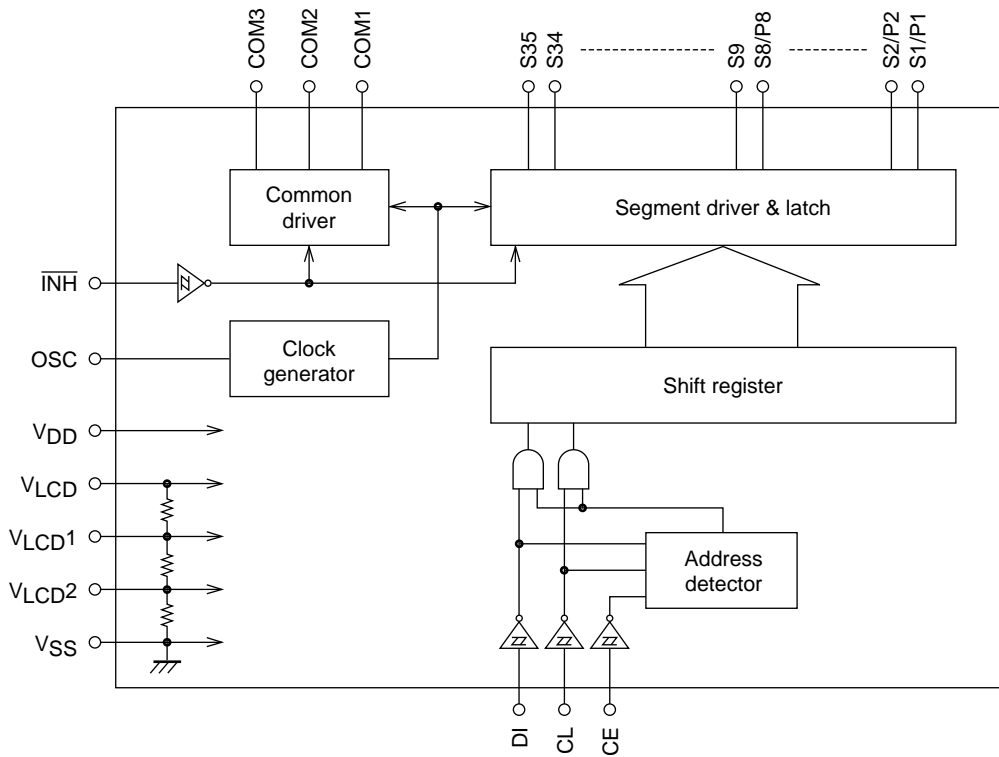 COM3
COM2
COM1
S35
S34
S9
S8/P8
S2/P2
S1/P1
Common
driver
Segment driver & latch
INH
OSC
Clock
generator
Shift register
VDD
VLCD
VLCD1
VLCD2
VSS
Address
detector
DI
CL
CE